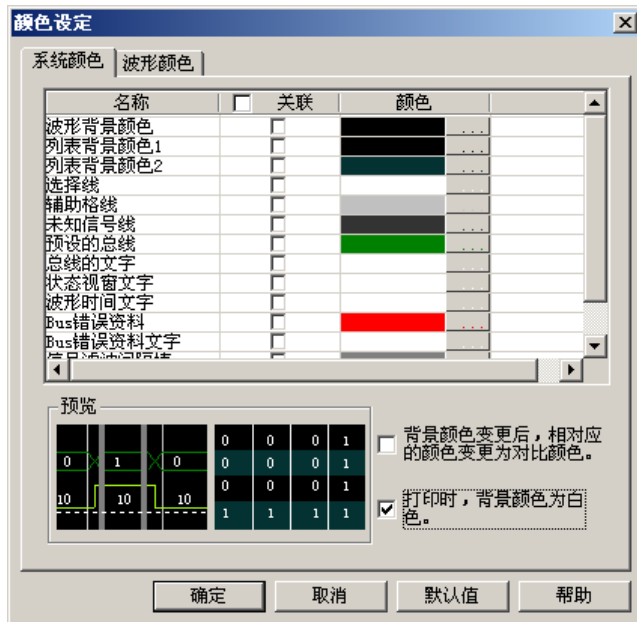 颜色设定
系统颜色 波形颜色
名称 关联 颜色
波形背景颜色 ...
列表背景颜色1 ...
列表背景颜色2 ...
选择线 ...
辅助格线 ...
未知信号线 ...
预设的总线 ...
总线的文字 ...
状态视窗文字 ...
波形时间文字 ...
Bus错误资料 ...
Bus错误资料文字 ...
预览
0 1 0
10 10 10
0 0 0 1
0 0 0 1
0 0 0 1
1 1 1 1
背景颜色变更后，相对应
的颜色变更为对比颜色。
打印时，背景颜色为白
色。
确定 取消 默认值 帮助